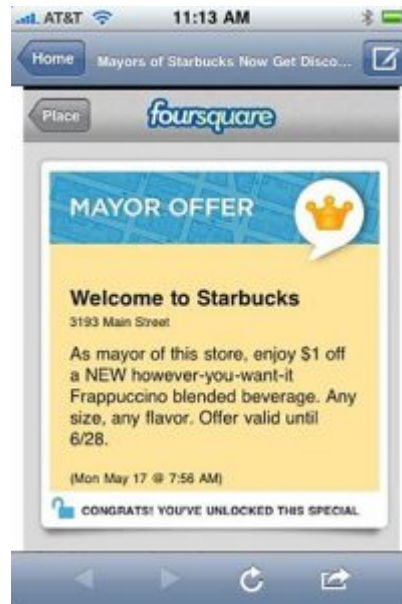 AT&T 11:13 AM
Home Mayors of Starbucks Now Get Disco...
Place foursquare
MAYOR OFFER
Welcome to Starbucks
3193 Main Street
As mayor of this store, enjoy $1 off
a NEW however-you-want-it
Frappuccino blended beverage. Any
size, any flavor. Offer valid until
6/28.
(Mon May 17 @ 7:56 AM)
CONGRATS! YOU'VE UNLOCKED THIS SPECIAL